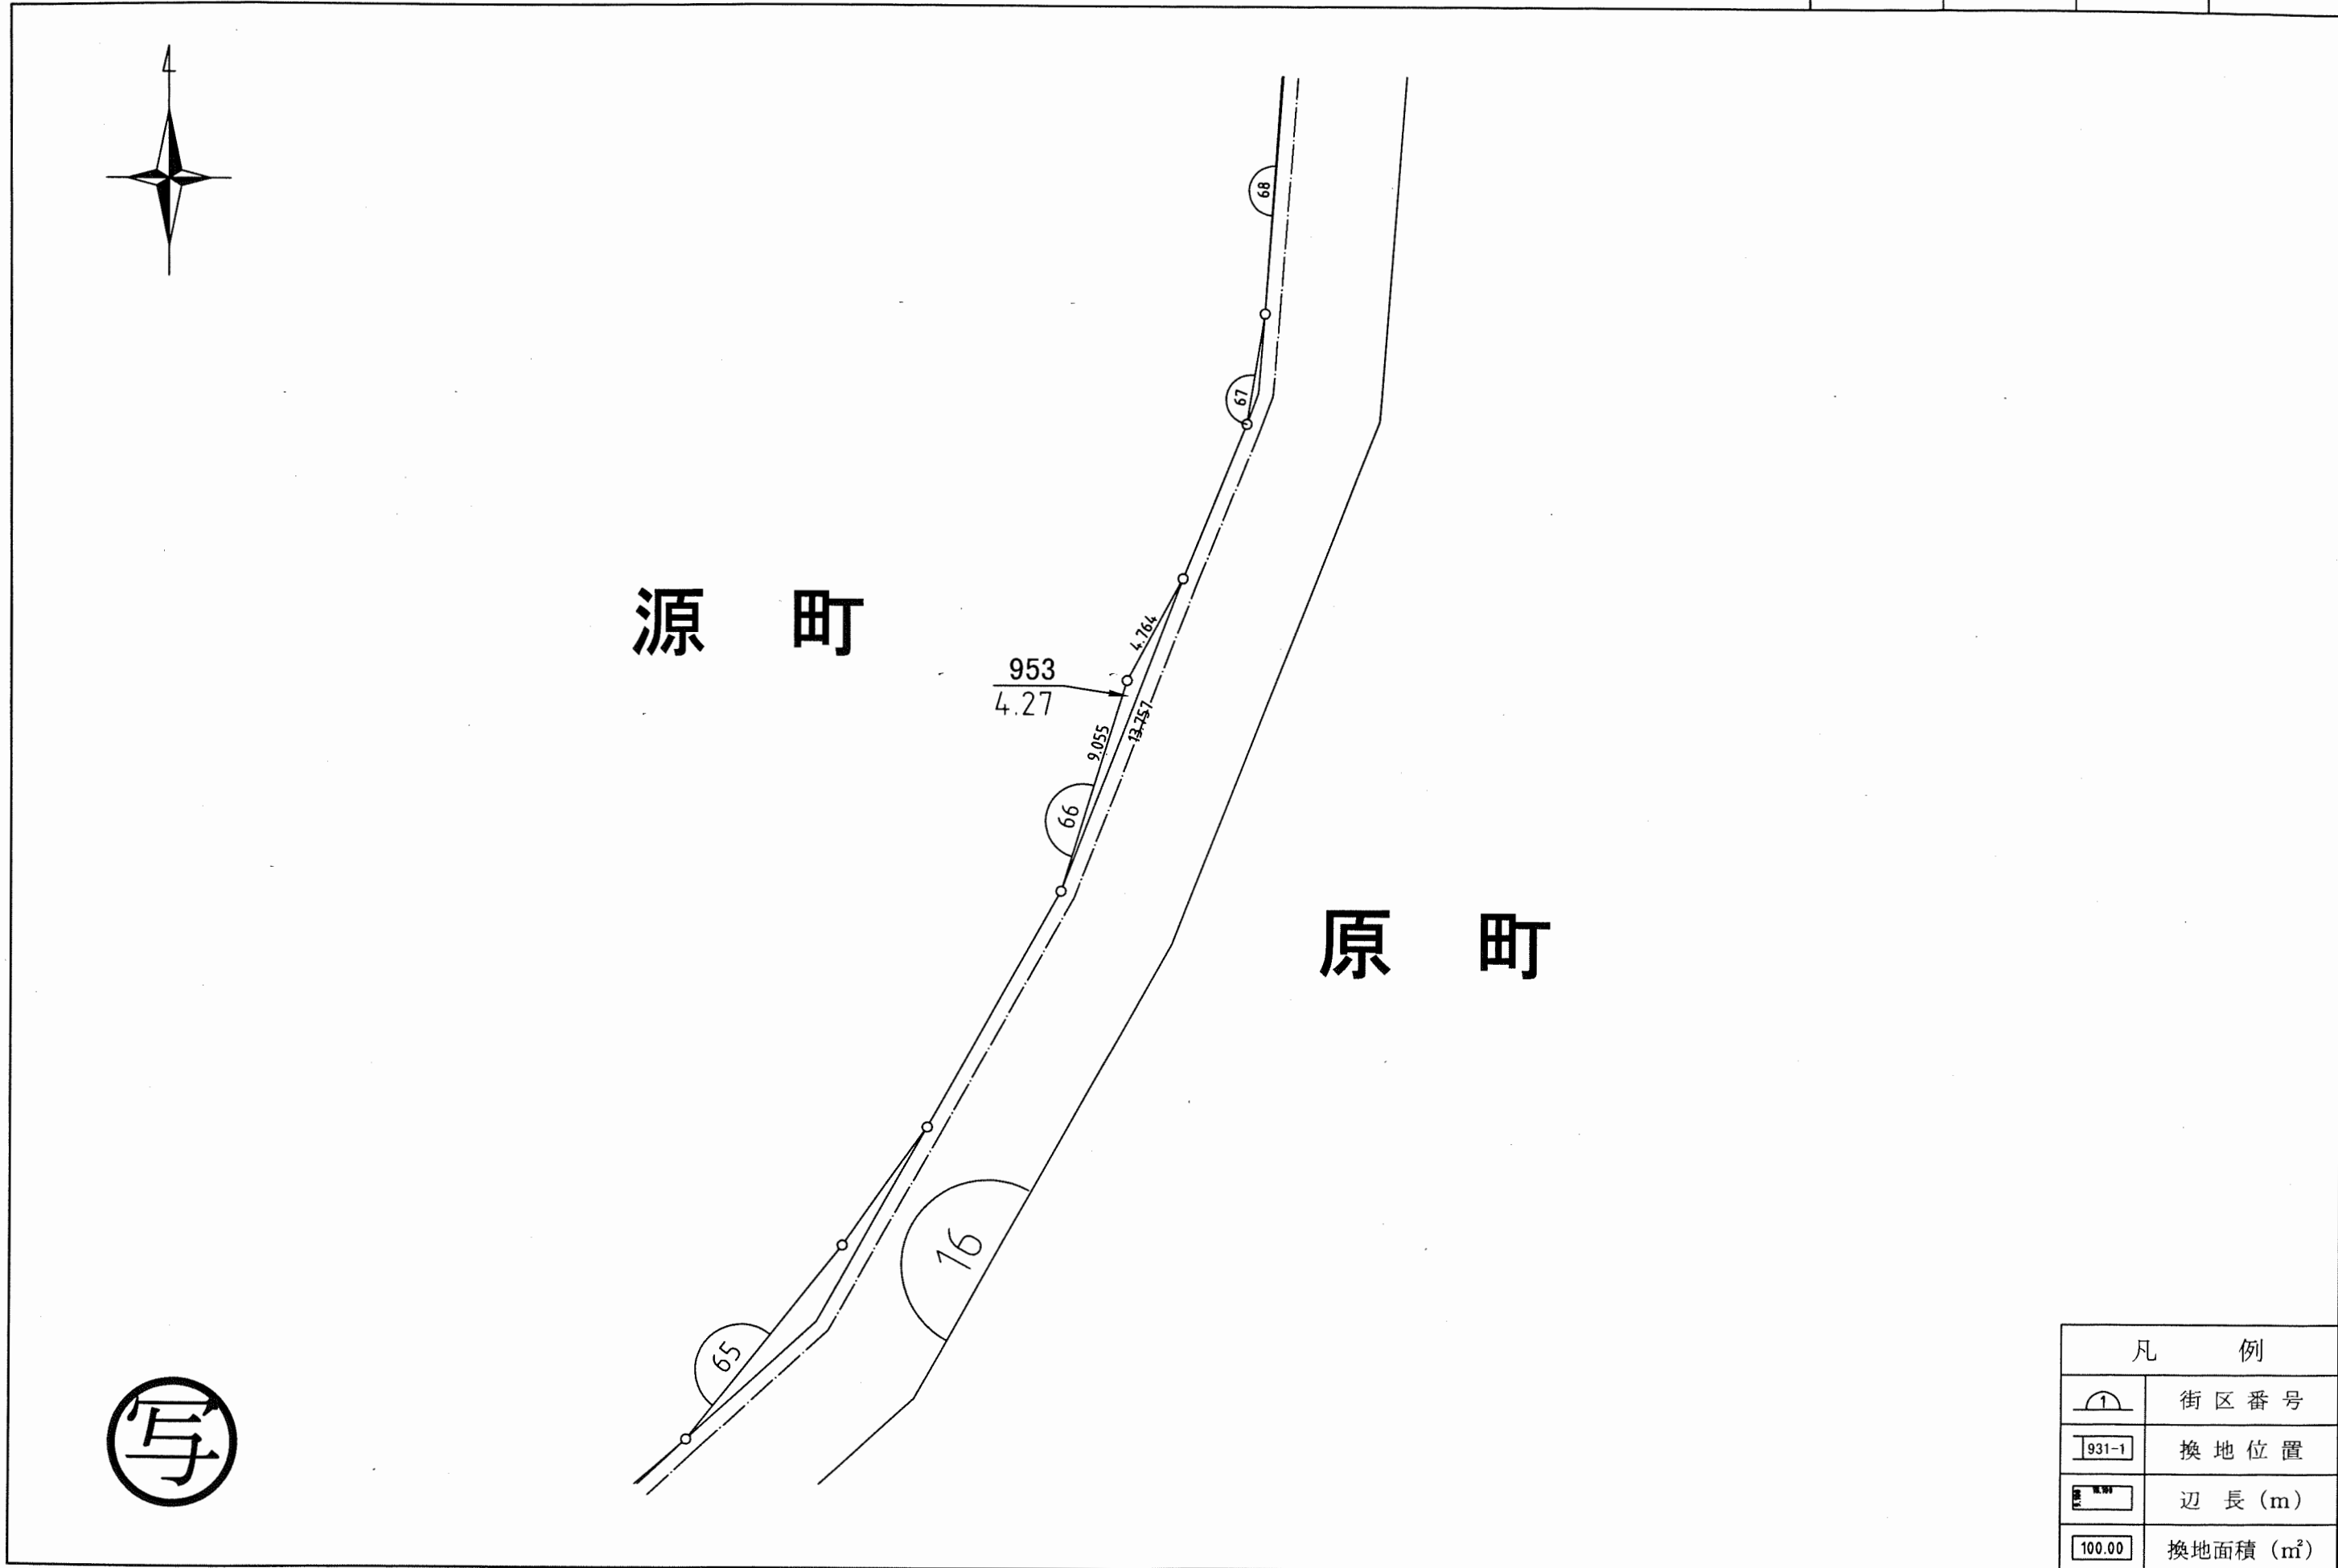 68
67
源 町
4.764
953
4.27
13.757
9.055
66
原 町
16
65
写
凡 例
1 街区番号
931-1 換地位置
辺 長(m)
100.00 換地面積(㎡)